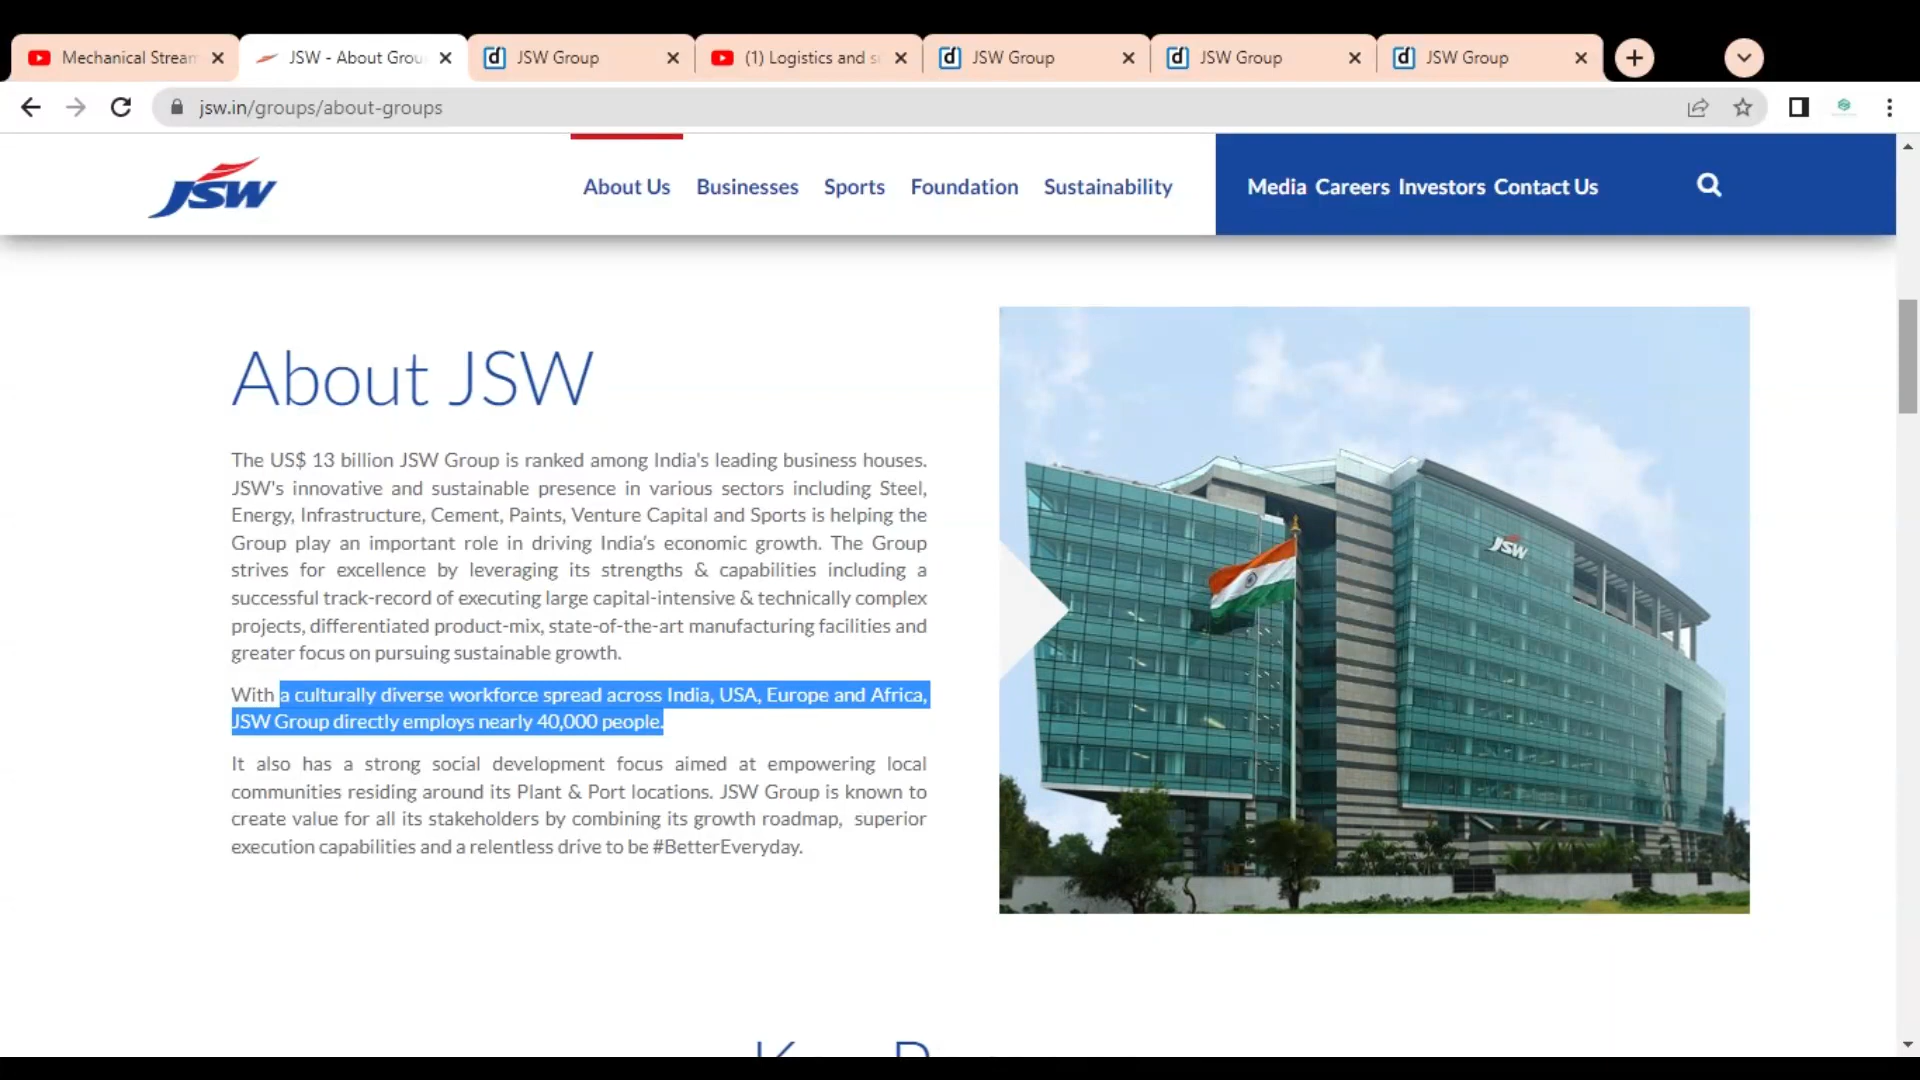 Mechanical Stream
JSW - About Grou
JSW Group
(1) Logistics and s
JSW Group
JSW Group
JSW Group
jsw.in/groups/about-groups
JSW
About Us
Businesses
Sports
Foundation
Sustainability
Media
Careers
Investors
Contact Us
About JSW
The US$ 13 billion JSW Group is ranked among India's leading business houses.
JSW's innovative and sustainable presence in various sectors including Steel,
Energy, Infrastructure, Cement, Paints, Venture Capital and Sports is helping the
Group play an important role in driving India's economic growth. The Group
strives for excellence by leveraging its strengths & capabilities including a
successful track-record of executing large capital-intensive & technically complex
projects, differentiated product-mix, state-of-the-art manufacturing facilities and
greater focus on pursuing sustainable growth.
With a culturally diverse workforce spread across India, USA, Europe and Africa,
JSW Group directly employs nearly 40,000 people.
It also has a strong social development focus aimed at empowering local
communities residing around its Plant & Port locations. JSW Group is known to
create value for all its stakeholders by combining its growth roadmap, superior
execution capabilities and a relentless drive to be #BetterEveryday.
JSW